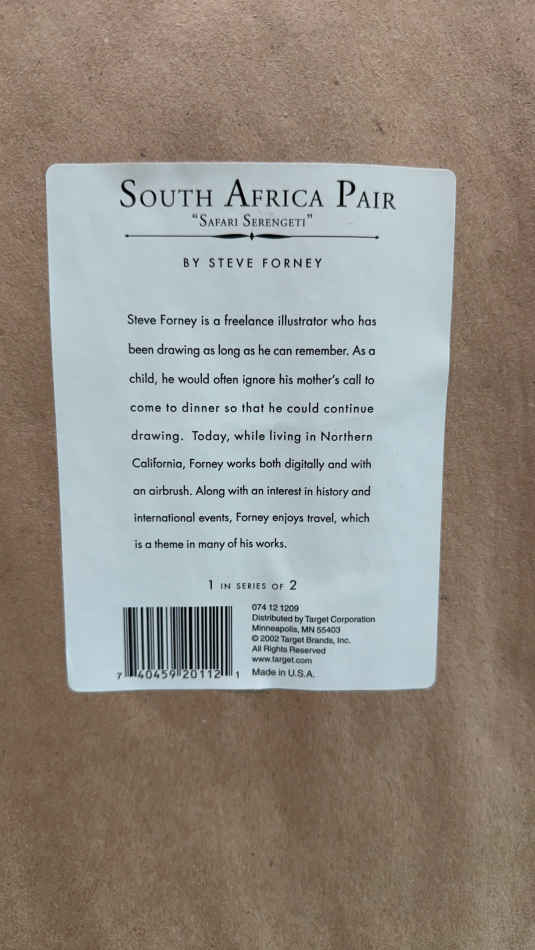 SOUTH AFRICA PAIR
"SAFARI SERENGETI"
BY STEVE FORNEY
Steve Forney is a freelance illustrator who has
been drawing as long as he can remember. As a
child, he would often ignore his mother's call to
come to dinner so that he could continue
drawing. Today, while living in Northern
California, Forney works both digitally and with
an airbrush. Along with an interest in history and
international events, Forney enjoys travel, which
is a theme in many of his works.
1 IN SERIES OF 2
074 12 1209
Distributed by Target Corporation
Minneapolis, MN 55403
© 2002 Target Brands, Inc.
All Rights Reserved
www.target.com
Made in U.S.A.
7 40459 20112 1